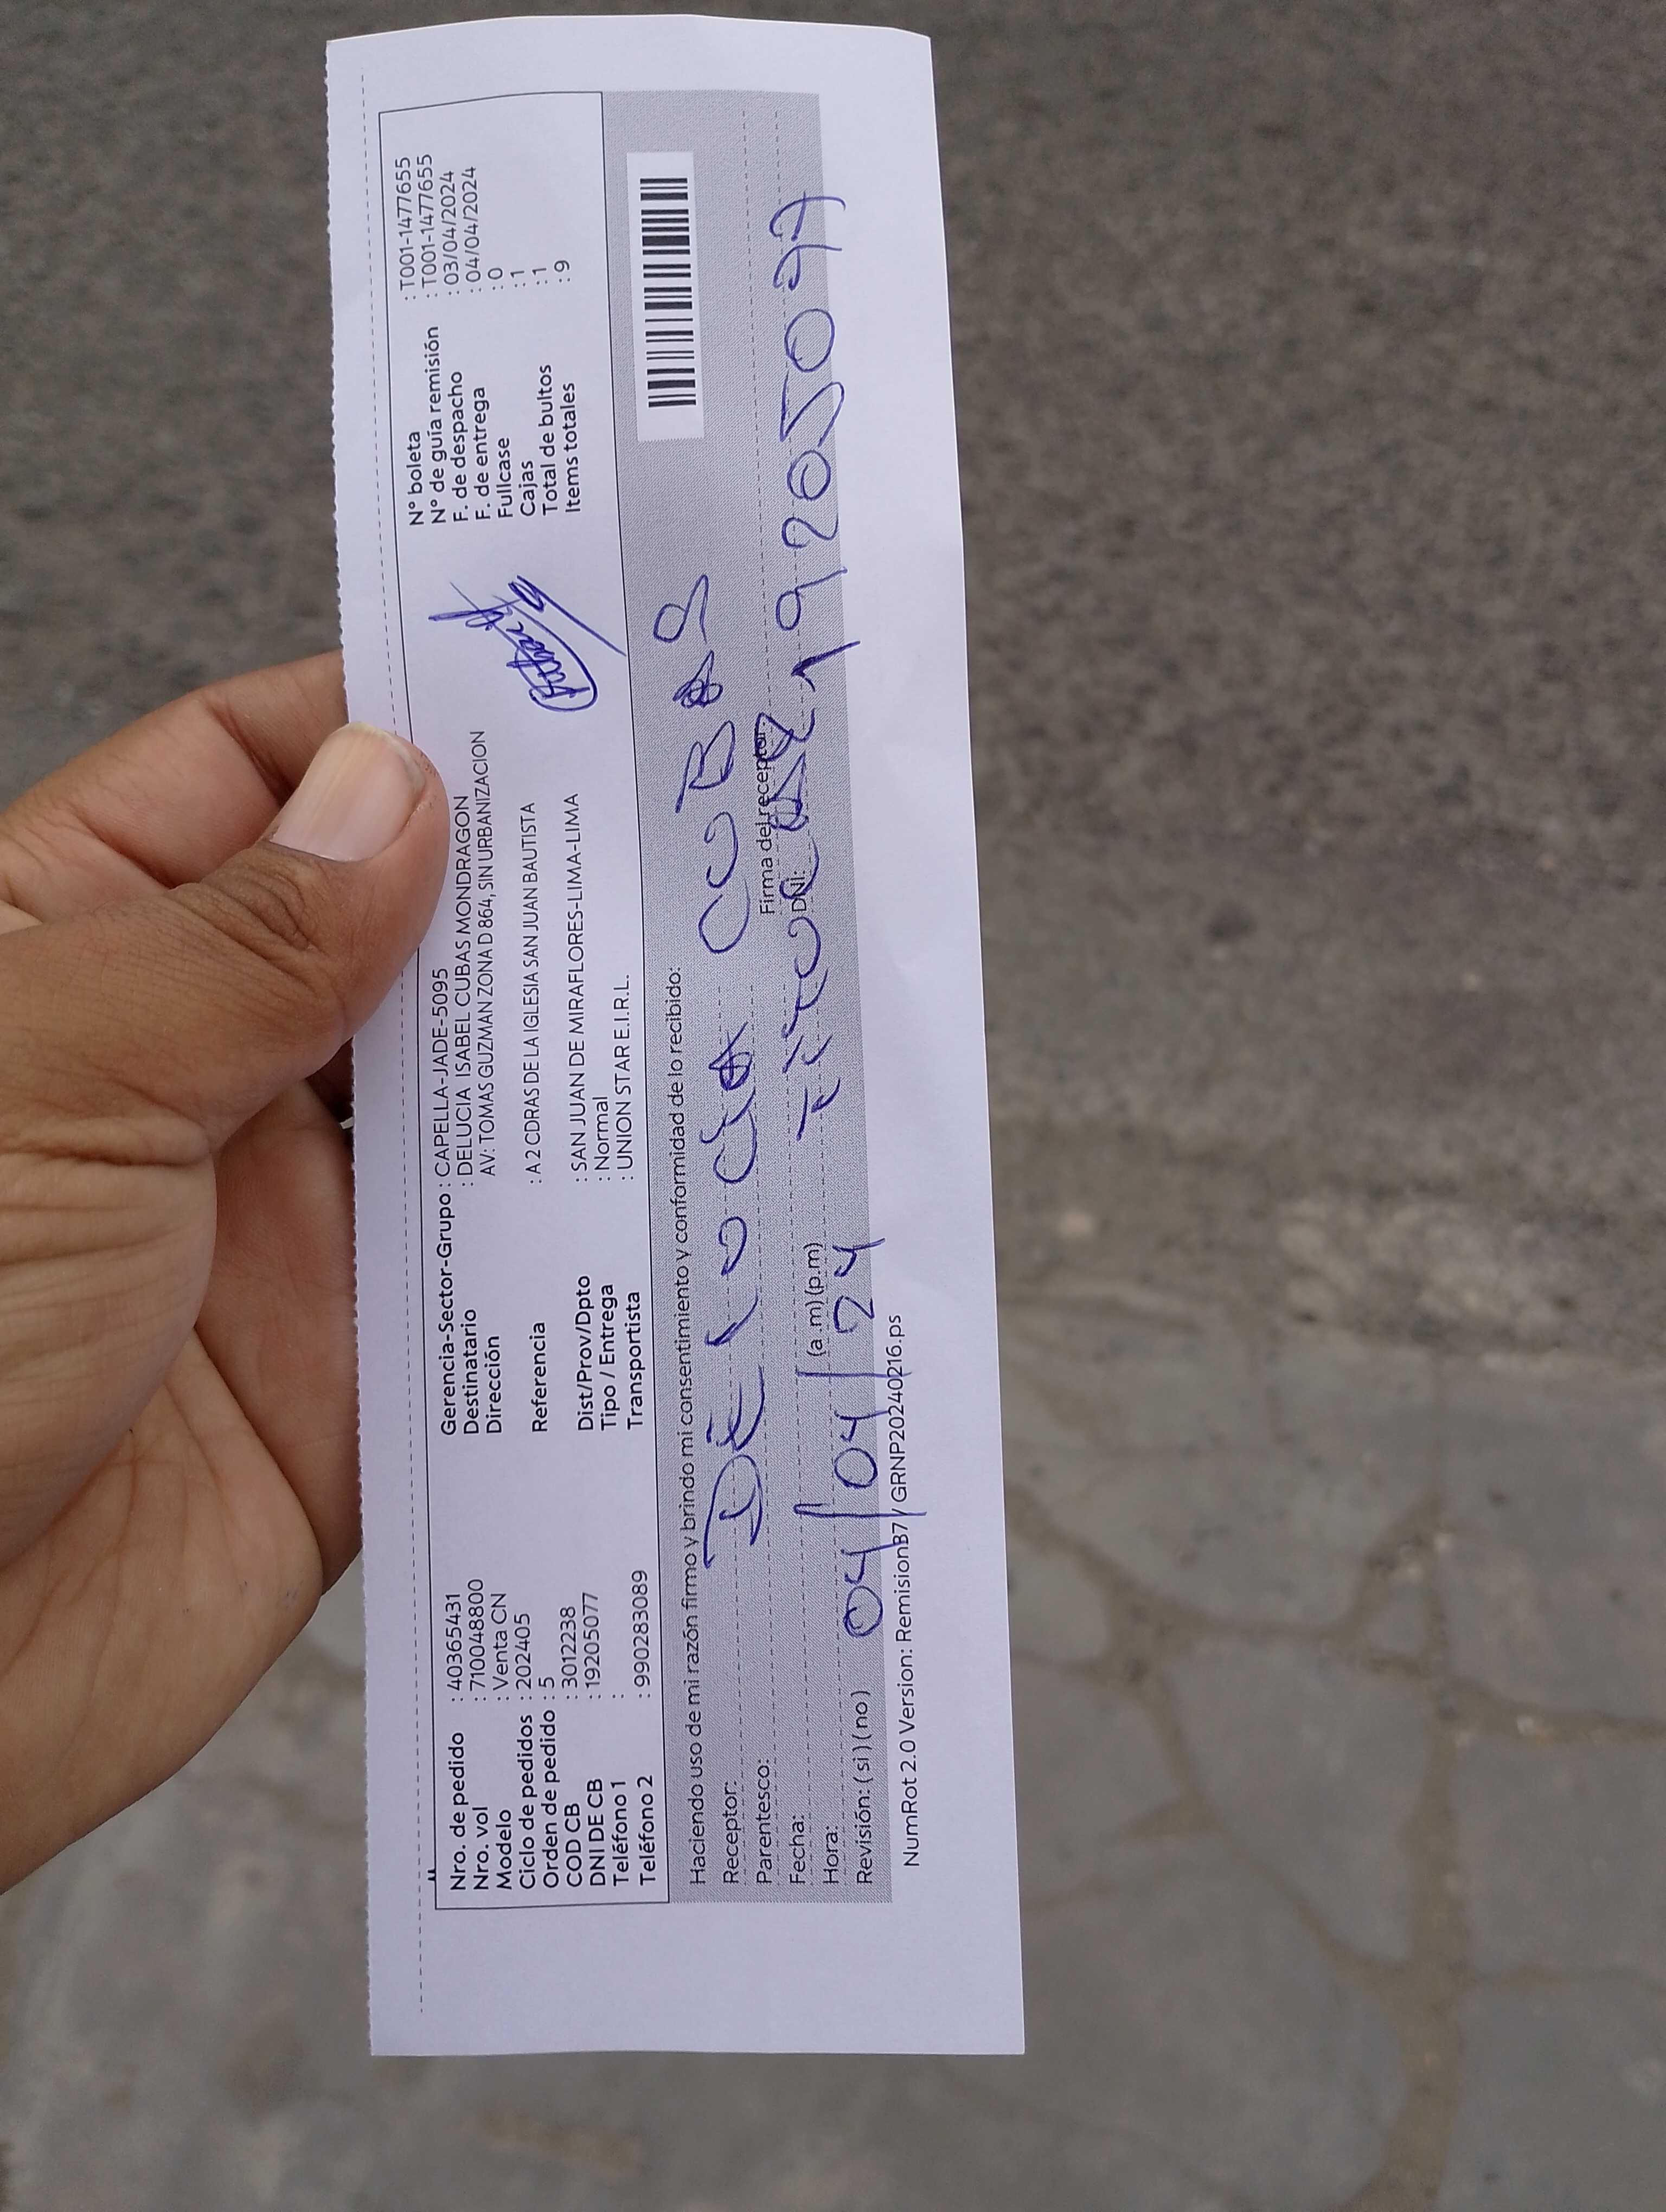 Nro. de pedido : 40365431
Nro. vol : 710048800
Modelo : Venta CN
Ciclo de pedidos : 202405
Orden de pedido : 5
COD CB : 3012238
DNI DE CB : 19205077
Teléfono 1 :
Teléfono 2 : 990283089
Gerencia-Sector-Grupo : CAPELLA-JADE-5095
Destinatario : DELUCIA ISABEL CUBAS MONDRAGON
Dirección AV: TOMAS GUZMAN ZONA D 864, SIN URBANIZACION
Referencia : A 2 CDRAS DE LA IGLESIA SAN JUAN BAUTISTA
Dist/Prov/Dpto : SAN JUAN DE MIRAFLORES-LIMA-LIMA
Tipo / Entrega : Normal
Transportista : UNION STAR E.I.R.L.
N° boleta : T001-1477655
N° de guía remisión : T001-1477655
F. de despacho : 03/04/2024
F. de entrega : 04/04/2024
Fullcase : 0
Cajas : 1
Total de bultos : 1
Items totales : 9
Haciendo uso de mi razón firmo y brindo mi consentimiento y conformidad de lo recibido:
Receptor: DELUCIA CUBAS
Parentesco: TITULAR
Firma del receptor
DNI: 19205077
Fecha: 04/04/24
Hora: (a.m) (p.m)
Revisión: ( si ) ( no )
NumRot 2.0 Version: RemisionB7 / GRNP20240216.ps